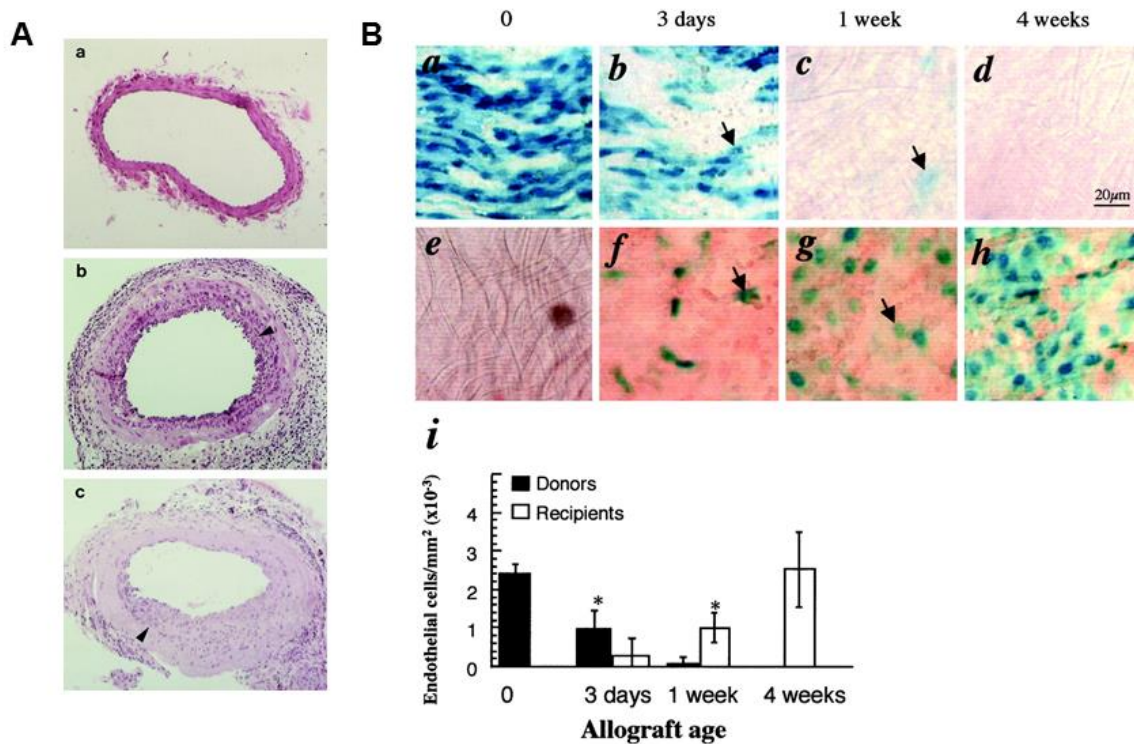 A
B
0 3 days 1 week 4 weeks
a
b
c
a b c d
20μm
e f g h
i
Donors
Recipients
Endothelial cells/mm² (x10-³)
4
3
2
1
0
* *
0 3 days 1 week 4 weeks
Allograft age